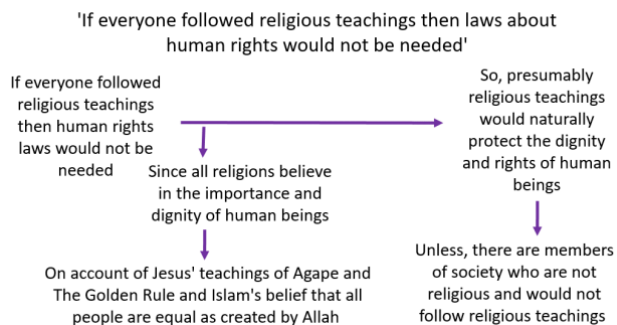 'If everyone followed religious teachings then laws about
human rights would not be needed'
If everyone followed
religious teachings
then human rights
laws would not be
needed
Since all religions believe
in the importance and
dignity of human beings
On account of Jesus' teachings of Agape and
The Golden Rule and Islam's belief that all
people are equal as created by Allah
So, presumably
religious teachings
would naturally
protect the dignity
and rights of human
beings
Unless, there are members
of society who are not
religious and would not
follow religious teachings